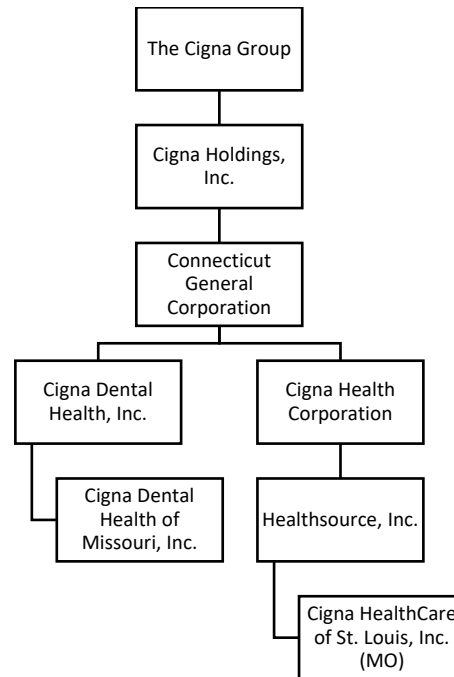 The Cigna Group
Cigna Holdings,
Inc.
Connecticut
General
Corporation
Cigna Dental
Health, Inc.
Cigna Health
Corporation
Cigna Dental
Health of
Missouri, Inc.
Healthsource, Inc.
Cigna HealthCare
of St. Louis, Inc.
(MO)